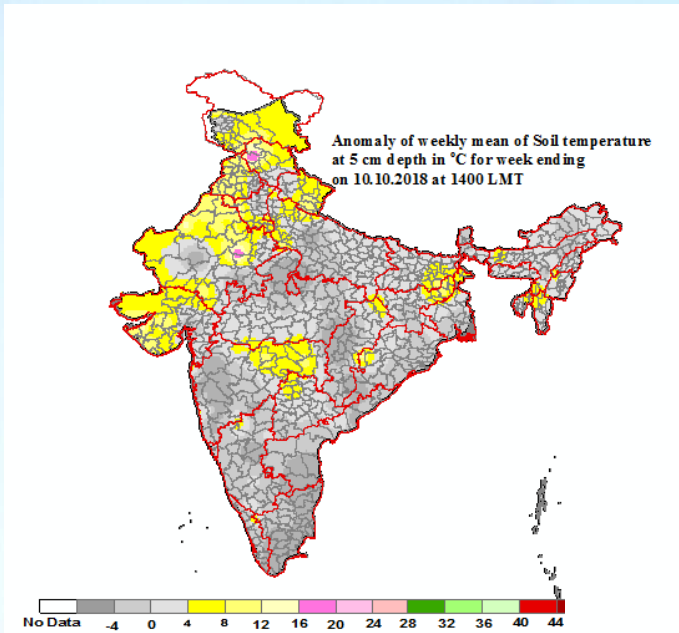 Anomaly of weekly mean of Soil temperature
at 5 cm depth in °C for week ending
on 10.10.2018 at 1400 LMT
No Data -4 0 4 8 12 16 20 24 28 32 36 40 44